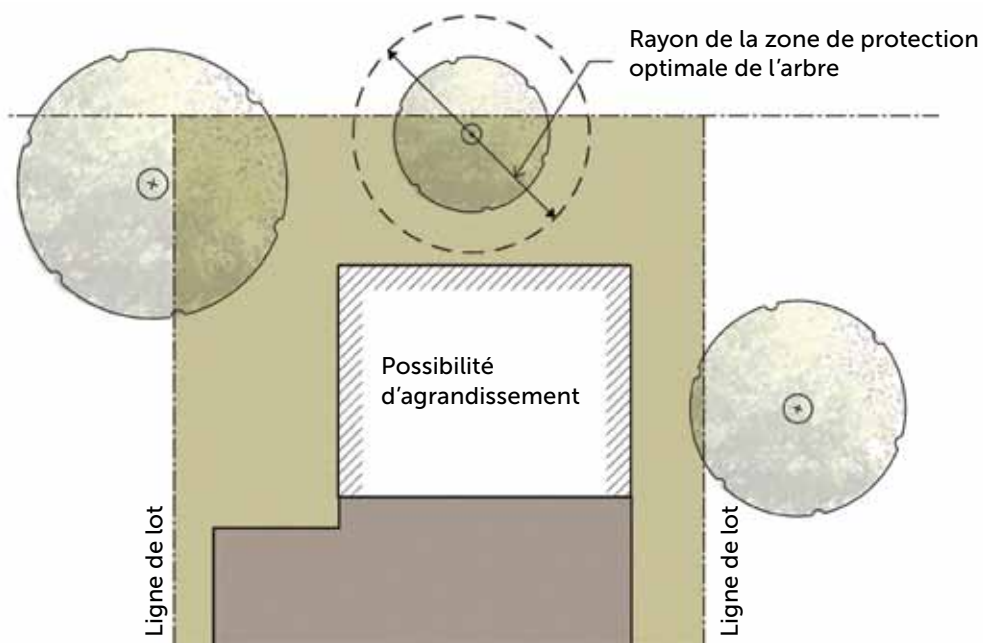 Rayon de la zone de protection
optimale de l’arbre
Possibilité
d’agrandissement
Ligne de lot
Ligne de lot